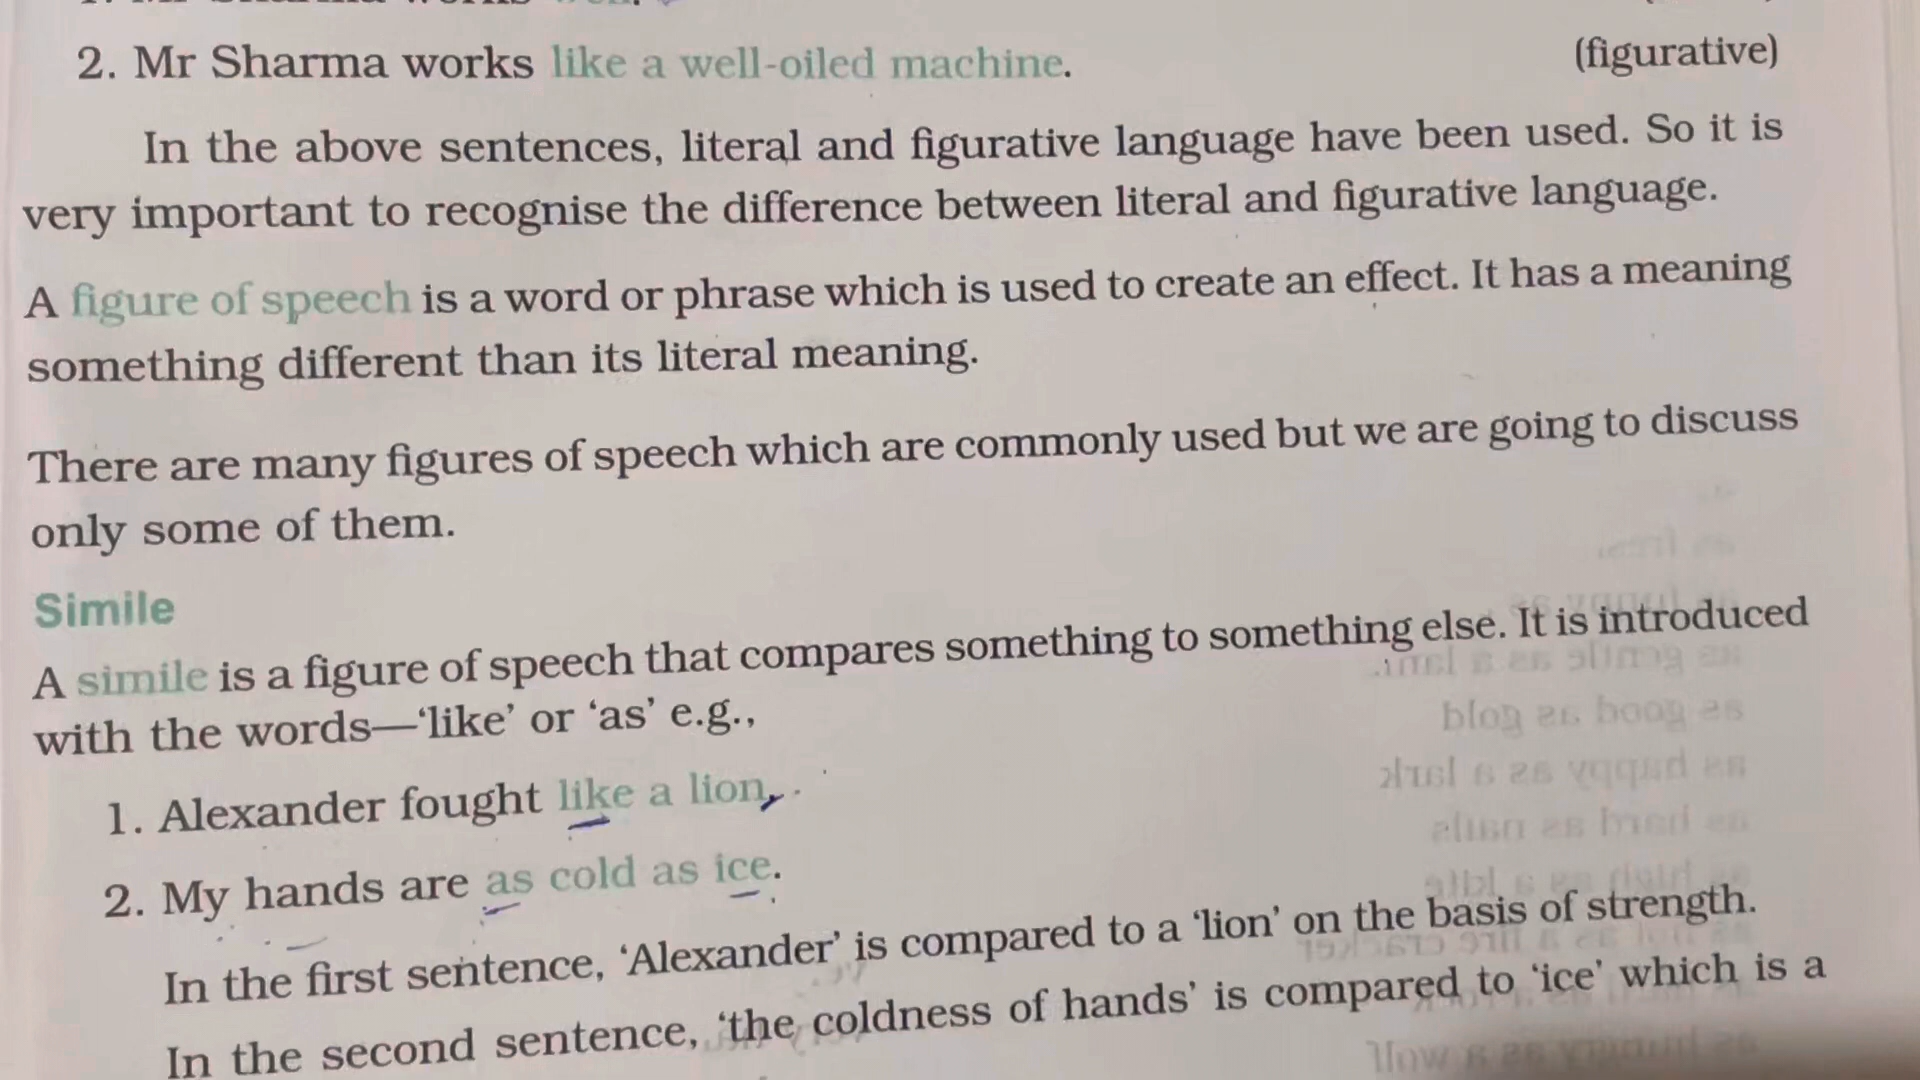 2. Mr Sharma works like a well-oiled machine. (figurative)
In the above sentences, literal and figurative language have been used. So it is
very important to recognise the difference between literal and figurative language.
A figure of speech is a word or phrase which is used to create an effect. It has a meaning
something different than its literal meaning.
There are many figures of speech which are commonly used but we are going to discuss
only some of them.
Simile
A simile is a figure of speech that compares something to something else. It is introduced
with the words—‘like’ or ‘as’ e.g.,
1. Alexander fought like a lion.
2. My hands are as cold as ice.
In the first sentence, ‘Alexander’ is compared to a ‘lion’ on the basis of strength.
In the second sentence, ‘the coldness of hands’ is compared to ‘ice’ which is a